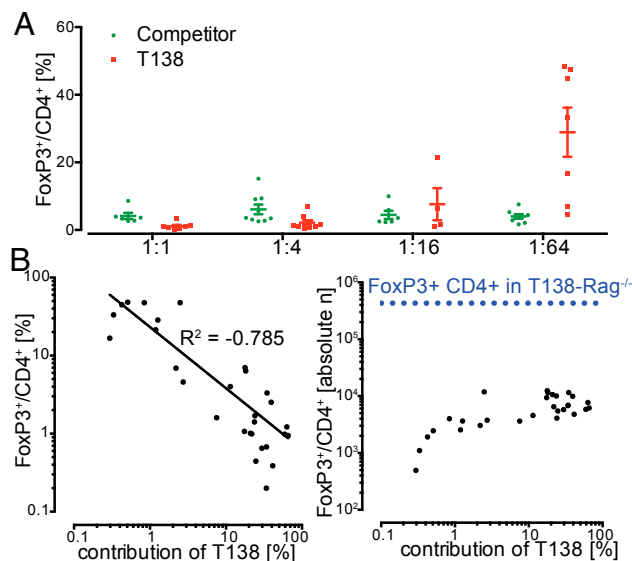 A
Competitor
T138
FoxP3⁺/CD4⁺ [%]
60
40
20
0
1:1
1:4
1:16
1:64
B
FoxP3⁺/CD4⁺ [%]
100
10
1
0.1
R² = -0.785
0.1
1
10
100
contribution of T138 [%]
FoxP3⁺/CD4⁺ [absolute n]
10⁶
10⁵
10⁴
10³
10²
FoxP3+ CD4+ in T138-Rag⁻/⁻
0.1
1
10
100
contribution of T138 [%]